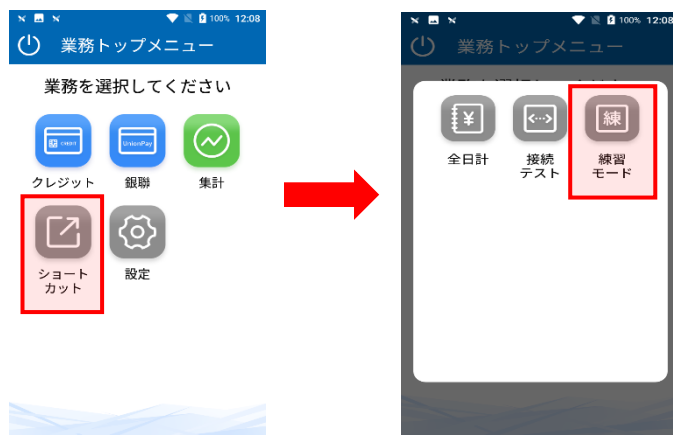 100% 12:08
業務トップメニュー
業務を選択してください
CREDIT
UnionPay
クレジット
銀聯
集計
ショート
カット
設定
100% 12:08
業務トップメニュー
¥
練
全日計
接続
テスト
練習
モード